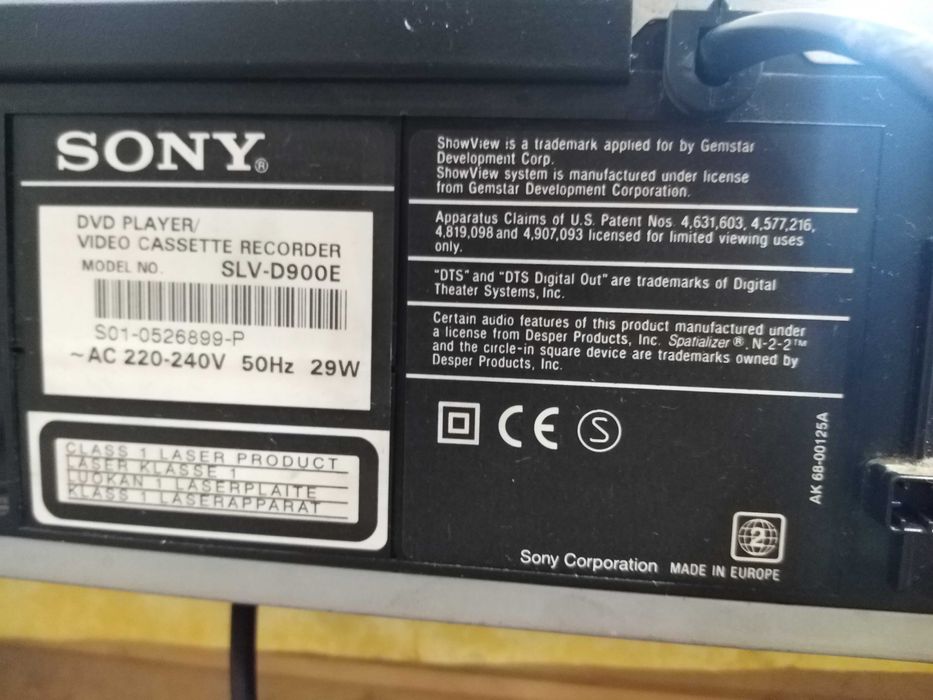 SONY®
DVD PLAYER/
VIDEO CASSETTE RECORDER
MODEL NO. SLV-D900E
S01-0526899-P
~AC 220-240V 50Hz 29W
CLASS 1 LASER PRODUCT
LASER KLASSE 1
LUOKAN 1 LASERPLAITE
KLASS 1 LASERAPPARAT
ShowView is a trademark applied for by Gemstar
Development Corp.
ShowView system is manufactured under license
from Gemstar Development Corporation.
Apparatus Claims of U.S. Patent Nos. 4,631,603, 4,577,216,
4,819,098 and 4,907,093 licensed for limited viewing uses
only.
"DTS" and "DTS Digital Out" are trademarks of Digital
Theater Systems, Inc.
Certain audio features of this product manufactured under
a license from Desper Products, Inc. Spatializer®. N-2-2™
and the circle-in square device are trademarks owned by
Desper Products, Inc.
CE S
AK 68-00125A
2
Sony Corporation MADE IN EUROPE